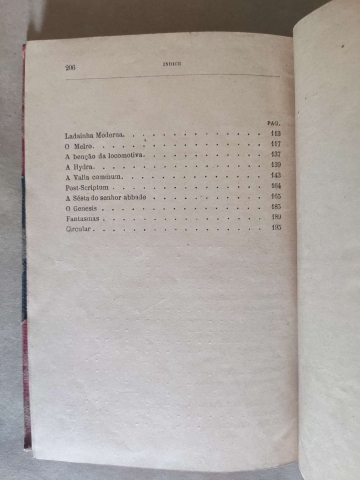 206 INDICE
PAG.
Ladainha Moderna. 113
O Melro. 117
A benção da locomotiva. 137
A Hydra. 139
A Valla commum. 143
Post-Scriptum 164
A Sésta do senhor abbade 165
O Genesis 185
Fantasmas 189
Circular 195